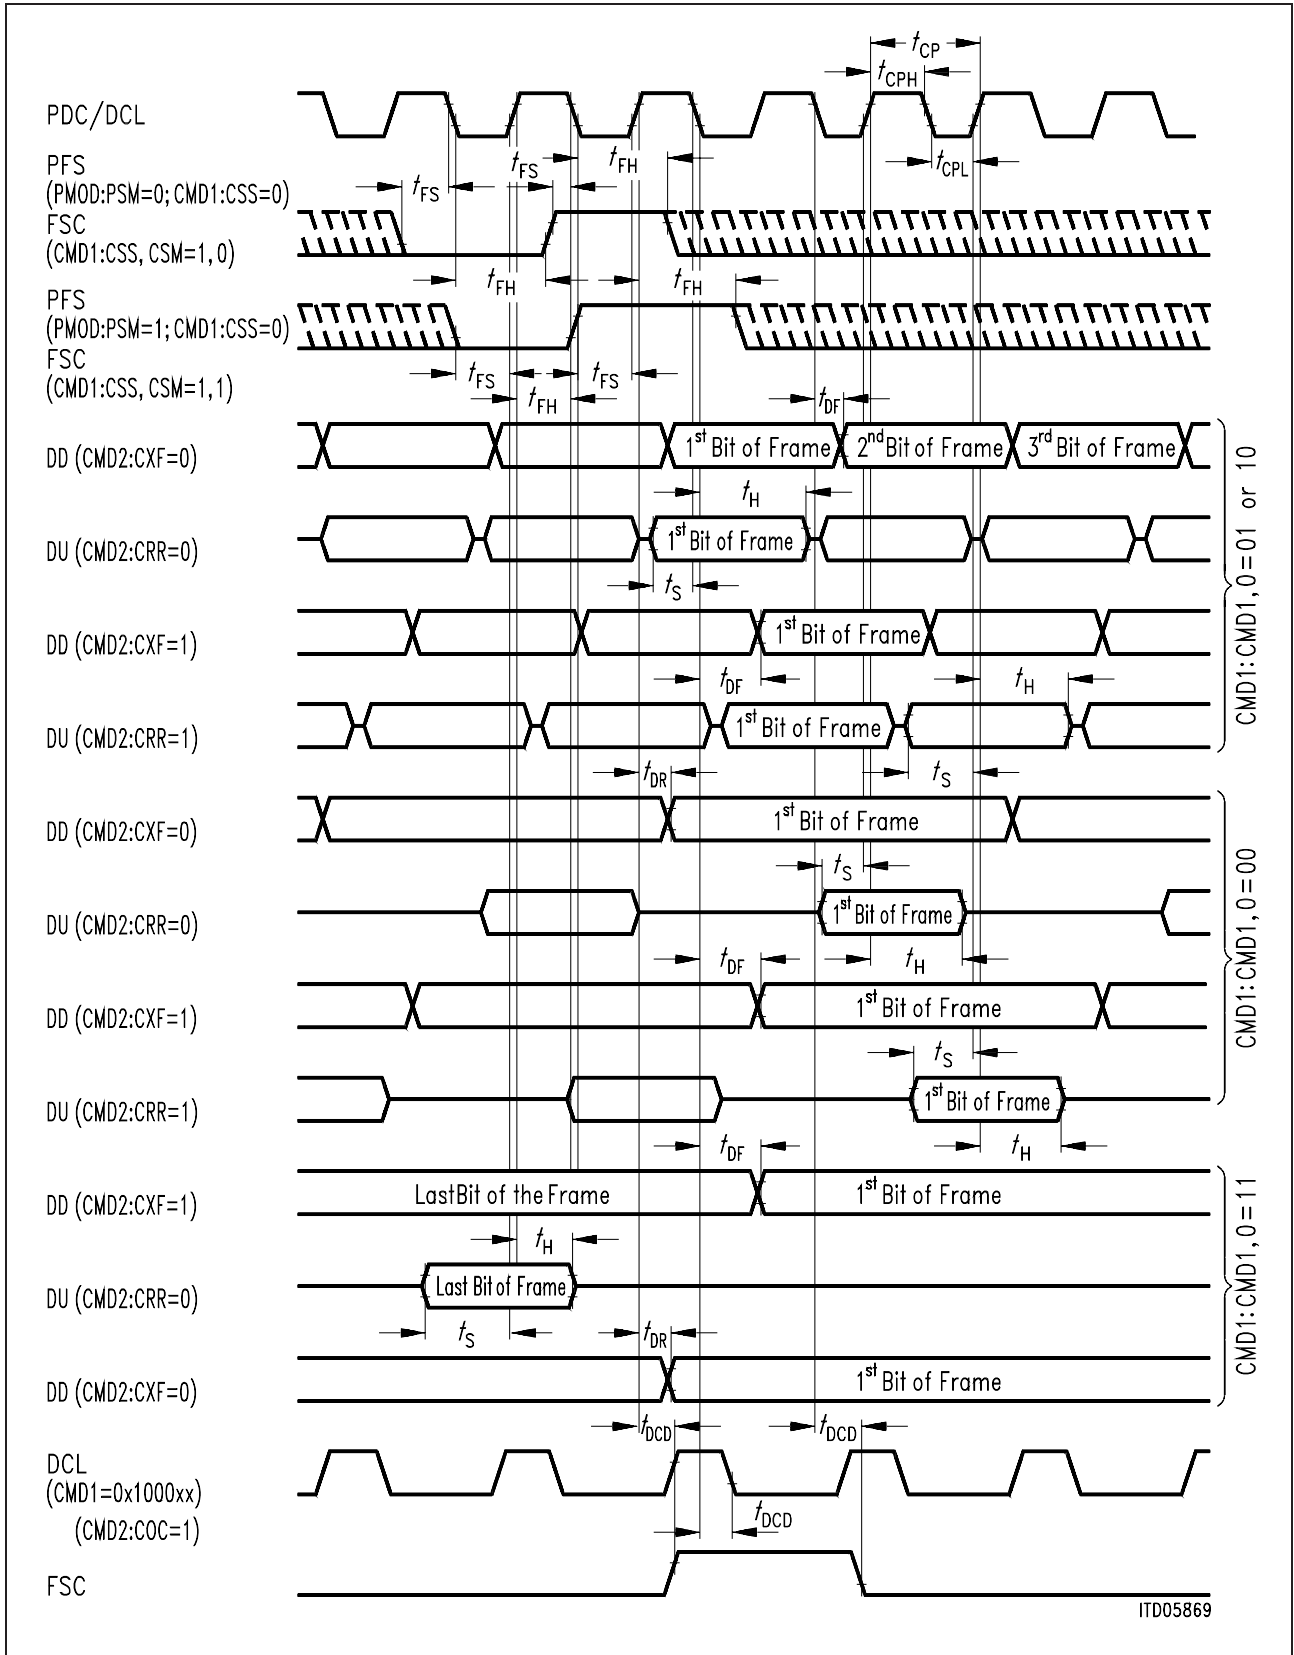 tCP
tCPH
PDC/DCL
tCPL
PFS
(PMOD:PSM=0; CMD1:CSS=0)
tFS
tFS
tFH
FSC
(CMD1:CSS, CSM=1,0)
tFH
tFH
PFS
(PMOD:PSM=1; CMD1:CSS=0)
FSC
(CMD1:CSS, CSM=1,1)
tFS
tFS
tFH
tDF
DD (CMD2:CXF=0)
1st Bit of Frame
2nd Bit of Frame
3rd Bit of Frame
tH
DU (CMD2:CRR=0)
1st Bit of Frame
tS
DD (CMD2:CXF=1)
1st Bit of Frame
tDF
tH
DU (CMD2:CRR=1)
1st Bit of Frame
tDR
tS
CMD1:CMD1,0=01 or 10
DD (CMD2:CXF=0)
1st Bit of Frame
tS
DU (CMD2:CRR=0)
1st Bit of Frame
tDF
tH
DD (CMD2:CXF=1)
1st Bit of Frame
tS
DU (CMD2:CRR=1)
1st Bit of Frame
tDF
tH
CMD1:CMD1,0=00
DD (CMD2:CXF=1)
Last Bit of the Frame
1st Bit of Frame
tH
DU (CMD2:CRR=0)
Last Bit of Frame
tS
tDR
DD (CMD2:CXF=0)
1st Bit of Frame
CMD1:CMD1,0=11
tDCD
tDCD
DCL
(CMD1=0x1000xx)
(CMD2:COC=1)
tDCD
FSC
ITD05869